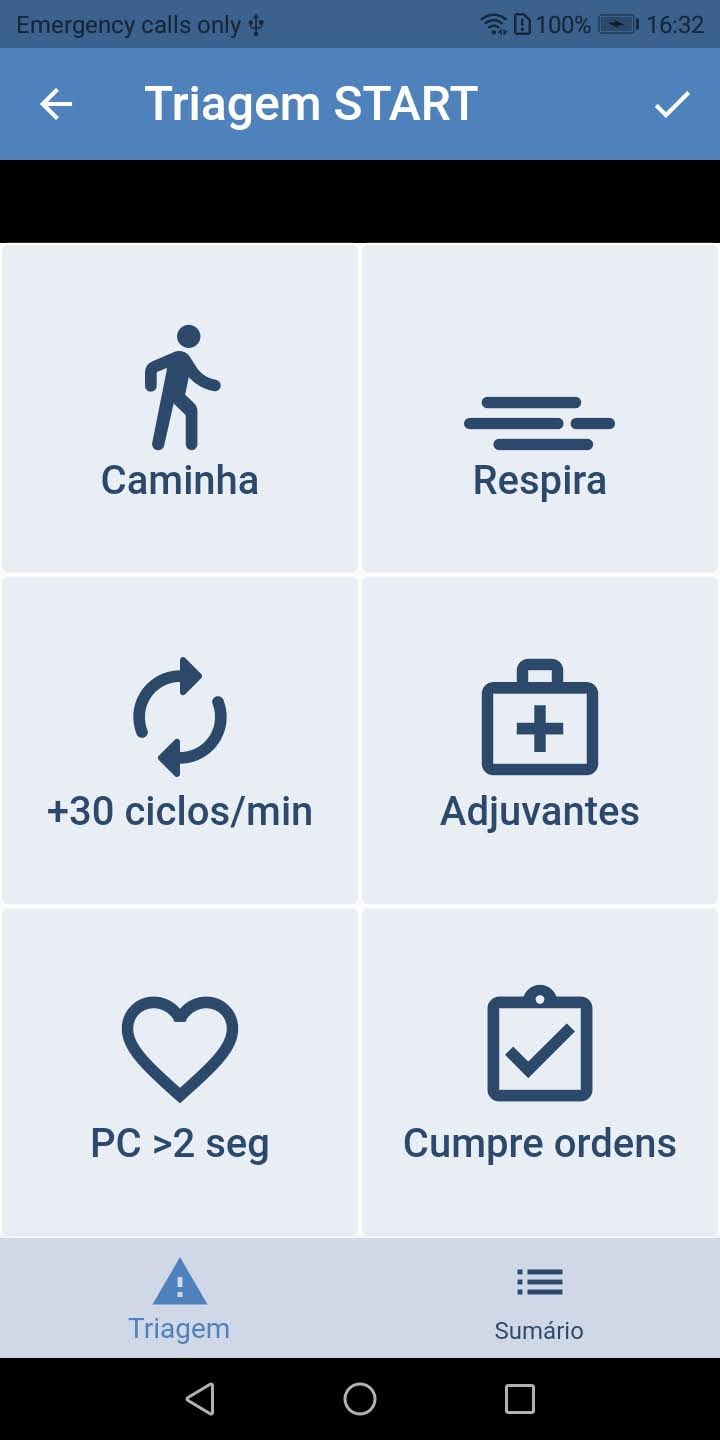 Emergency calls only 100% 16:32
Triagem START
Caminha
Respira
+30 ciclos/min
Adjuvantes
PC >2 seg
Cumpre ordens
Triagem
Sumário